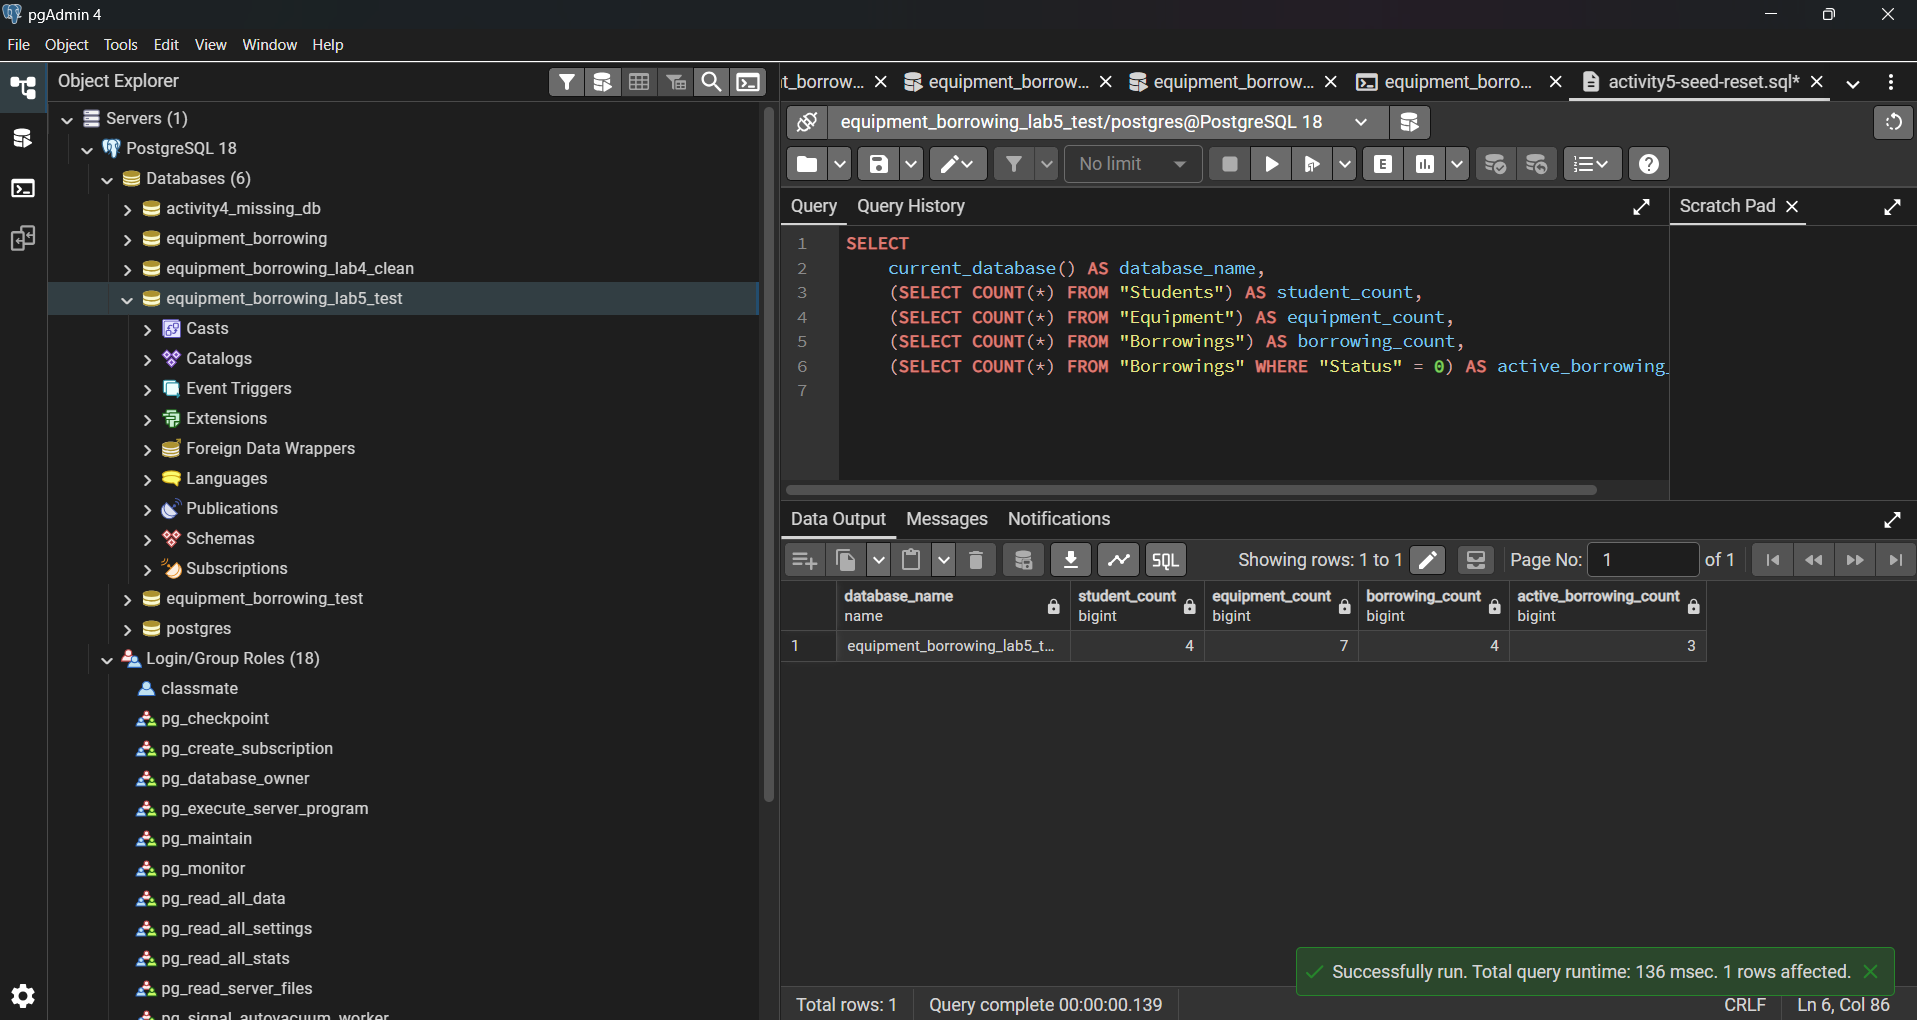 pgAdmin 4
File Object Tools Edit View Window Help
Object Explorer
t_borrow... equipment_borrow... equipment_borrow... equipment_borro... activity5-seed-reset.sql*
Servers (1)
PostgreSQL 18
Databases (6)
activity4_missing_db
equipment_borrowing
equipment_borrowing_lab4_clean
equipment_borrowing_lab5_test
Casts
Catalogs
Event Triggers
Extensions
Foreign Data Wrappers
Languages
Publications
Schemas
Subscriptions
equipment_borrowing_test
postgres
Login/Group Roles (18)
classmate
pg_checkpoint
pg_create_subscription
pg_database_owner
pg_execute_server_program
pg_maintain
pg_monitor
pg_read_all_data
pg_read_all_settings
pg_read_all_stats
pg_read_server_files
pg_signal_autovacuum_worker
equipment_borrowing_lab5_test/postgres@PostgreSQL 18
No limit
E
Query Query History
Scratch Pad
1 SELECT
2 current_database() AS database_name,
3 (SELECT COUNT(*) FROM "Students") AS student_count,
4 (SELECT COUNT(*) FROM "Equipment") AS equipment_count,
5 (SELECT COUNT(*) FROM "Borrowings") AS borrowing_count,
6 (SELECT COUNT(*) FROM "Borrowings" WHERE "Status" = 0) AS active_borrowing_
7
Data Output Messages Notifications
SQL Showing rows: 1 to 1 Page No: 1 of 1
database_name student_count equipment_count borrowing_count active_borrowing_count
name bigint bigint bigint bigint
1 equipment_borrowing_lab5_t... 4 7 4 3
Successfully run. Total query runtime: 136 msec. 1 rows affected.
Total rows: 1 Query complete 00:00:00.139 CRLF Ln 6, Col 86